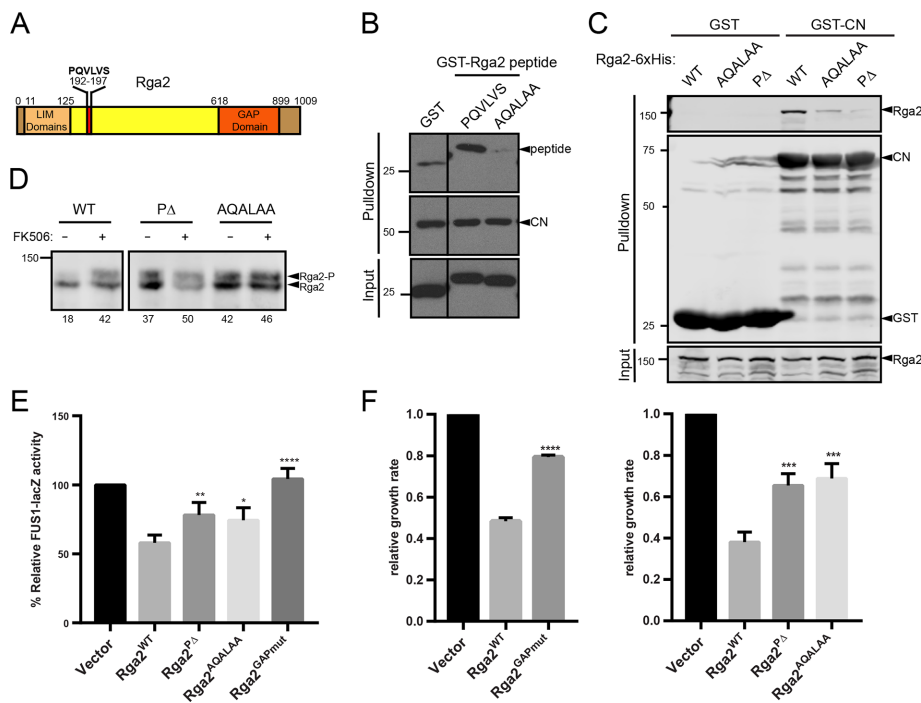 A
PQVLVS
192-197
Rga2
0 11 125 618 899 1009
LIM
Domains
GAP
Domain
B
GST-Rga2 peptide
GST
PQVLVS
AQALAA
Pulldown
25
peptide
50
CN
Input
25
C
GST
GST-CN
Rga2-6xHis:
WT
AQALAA
PΔ
WT
AQALAA
PΔ
150
Rga2
75
CN
Pulldown
50
25
GST
Input
150
Rga2
D
WT
PΔ
AQALAA
FK506: – + – + – +
150
Rga2-P
Rga2
18 42 37 50 42 46
E
% Relative FUS1-lacZ activity
150
100
50
0
**
*
****
Vector
Rga2WT
Rga2PΔ
Rga2AQALAA
Rga2GAPmut
F
relative growth rate
1.0
0.8
0.6
0.4
0.2
0.0
****
Vector
Rga2WT
Rga2GAPmut
relative growth rate
1.0
0.8
0.6
0.4
0.2
0.0
***
***
Vector
Rga2WT
Rga2PΔ
Rga2AQALAA